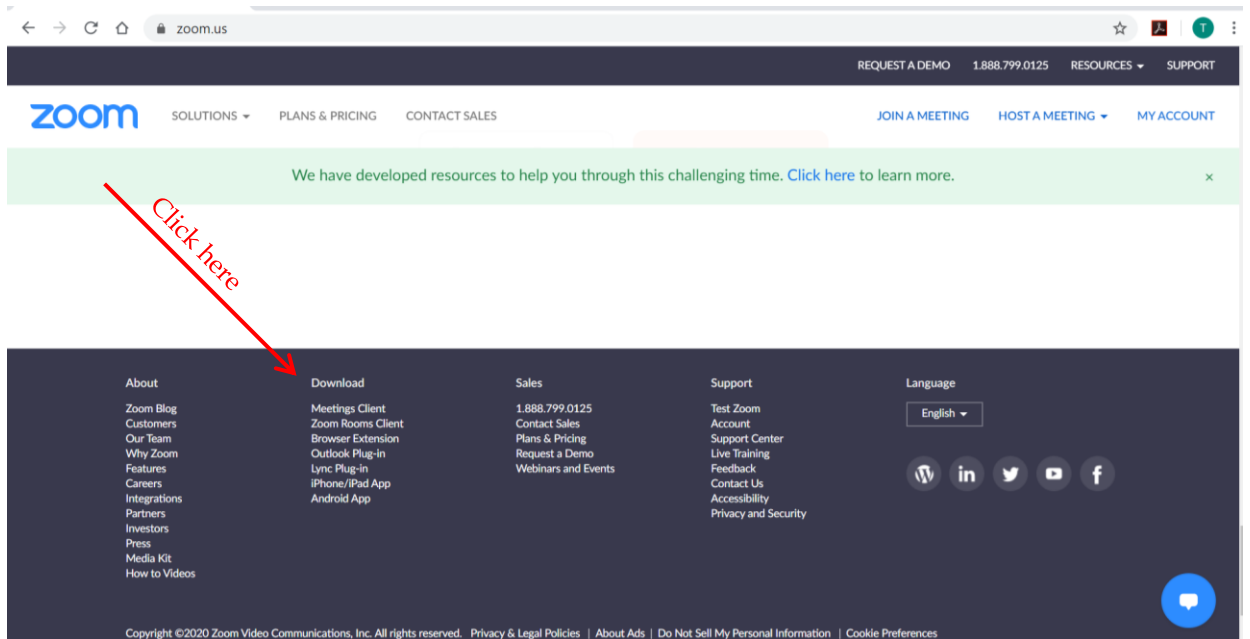 zoom.us
T
REQUEST A DEMO 1.888.799.0125 RESOURCES SUPPORT
zoom SOLUTIONS PLANS & PRICING CONTACT SALES JOIN A MEETING HOST A MEETING MY ACCOUNT
We have developed resources to help you through this challenging time. Click here to learn more. ×
Click here
About
Zoom Blog
Customers
Our Team
Why Zoom
Features
Careers
Integrations
Partners
Investors
Press
Media Kit
How to Videos
Download
Meetings Client
Zoom Rooms Client
Browser Extension
Outlook Plug-in
Lync Plug-in
iPhone/iPad App
Android App
Sales
1.888.799.0125
Contact Sales
Plans & Pricing
Request a Demo
Webinars and Events
Support
Test Zoom
Account
Support Center
Live Training
Feedback
Contact Us
Accessibility
Privacy and Security
Language
English
in f
Copyright ©2020 Zoom Video Communications, Inc. All rights reserved. Privacy & Legal Policies | About Ads | Do Not Sell My Personal Information | Cookie Preferences